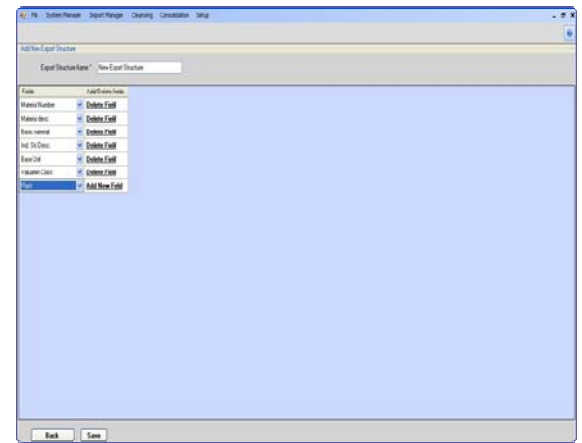 File System Manager Import Manager Cleansing Consolidation Setup
Add New Export Structure
Export Structure Name * New Export Structure
Fields Add/Delete fields
Material Number Delete Field
Material desc. Delete Field
Basic material Delete Field
Ind. Std Desc. Delete Field
Base Unit Delete Field
Valuation Class Delete Field
Plant Add New Field
Back Save